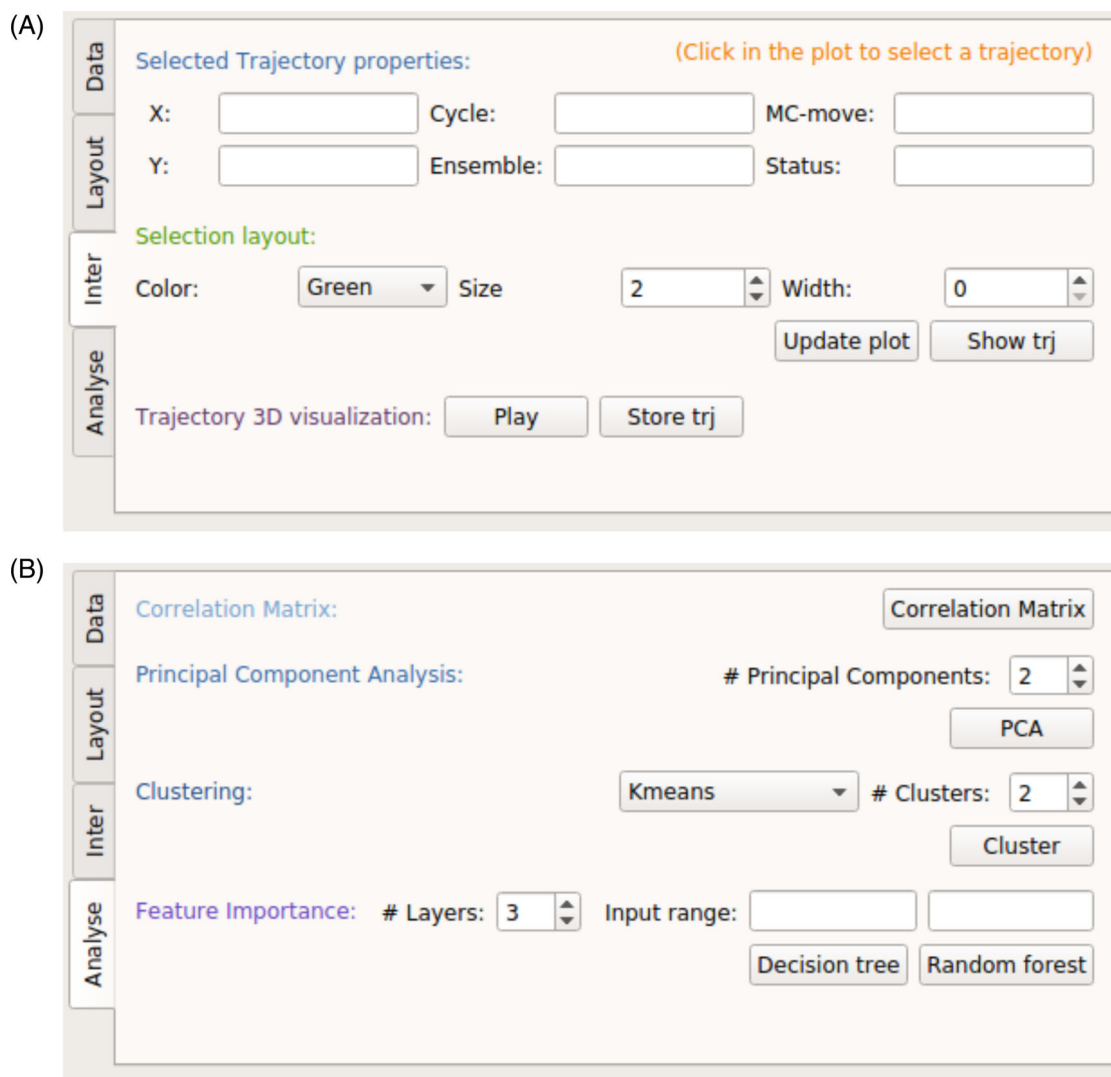 (A)
Data
Layout
Inter
Analyse
Selected Trajectory properties: (Click in the plot to select a trajectory)
X: Cycle: MC-move:
Y: Ensemble: Status:
Selection layout:
Color: Green Size 2 Width: 0
Update plot Show trj
Trajectory 3D visualization: Play Store trj
(B)
Data
Layout
Inter
Analyse
Correlation Matrix: Correlation Matrix
Principal Component Analysis: # Principal Components: 2
PCA
Clustering: Kmeans # Clusters: 2
Cluster
Feature Importance: # Layers: 3 Input range:
Decision tree Random forest